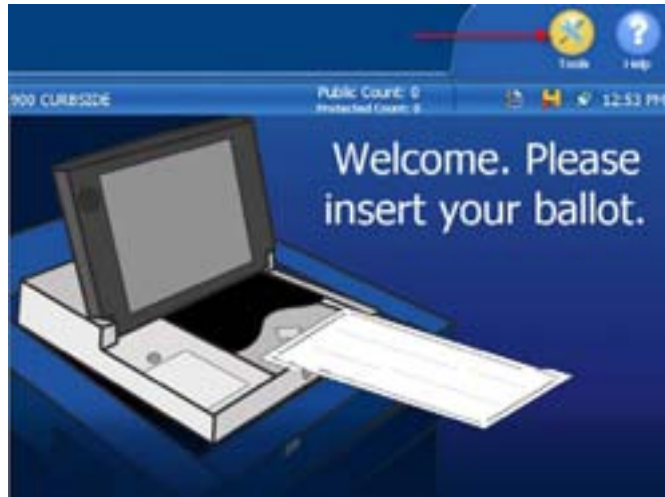 Tools Help
900 CURBSIDE Public Count: 0 12:53 PM
Protected Count: 0
Welcome. Please
insert your ballot.